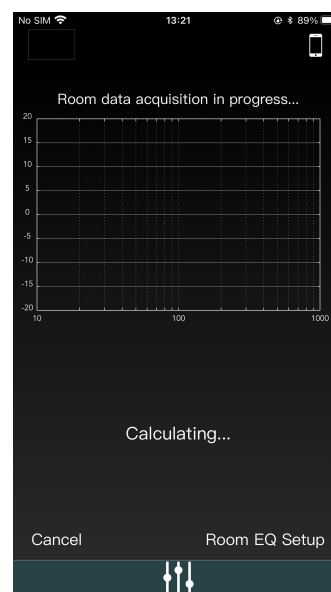 No SIM 13:21 89%
Room data acquisition in progress...
20
15
10
5
0
-5
-10
-15
-20
10 100 1000
Calculating...
Cancel Room EQ Setup